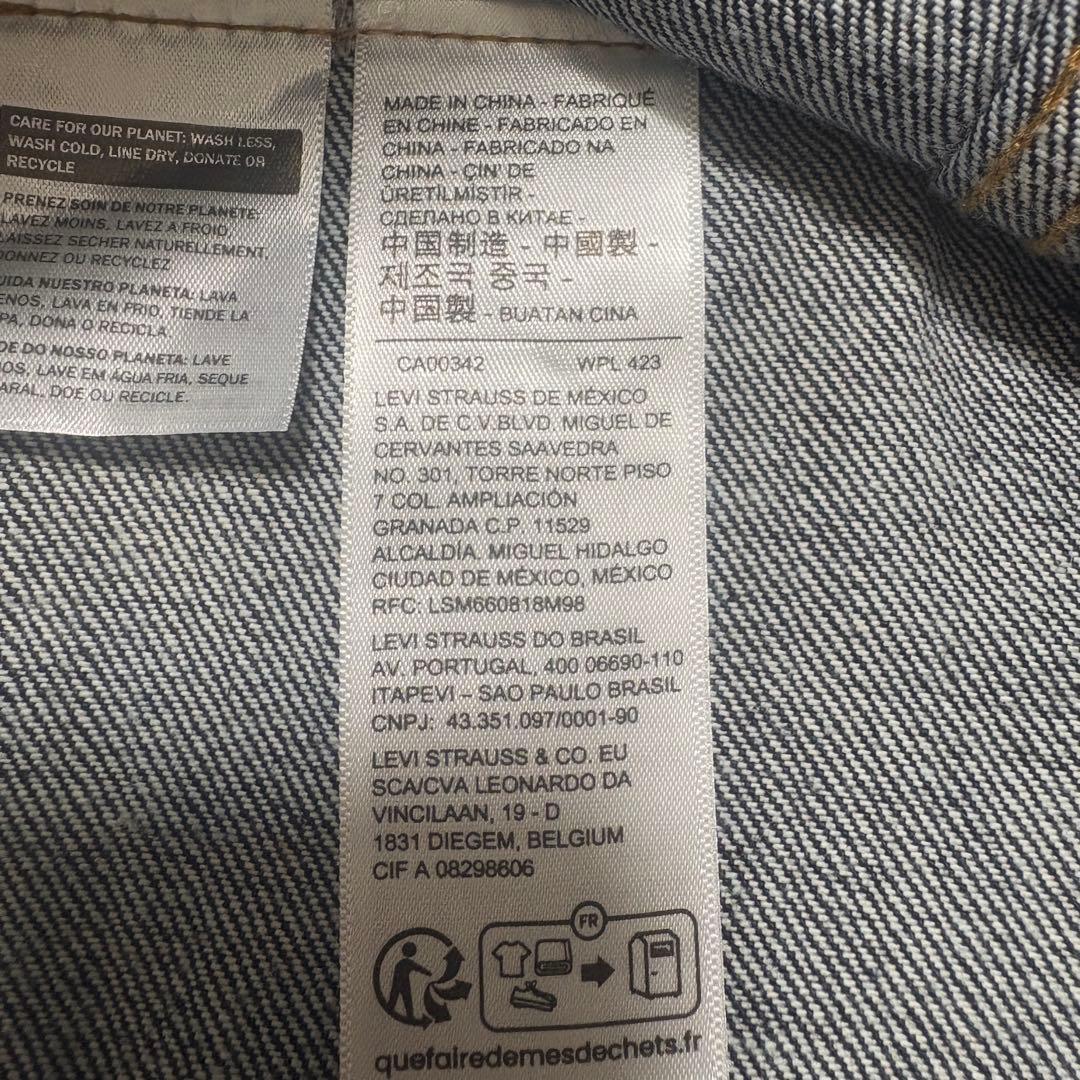 CARE FOR OUR PLANET: WASH LESS,
WASH COLD, LINE DRY, DONATE OR
RECYCLE
PRENEZ SOIN DE NOTRE PLANETE:
LAVEZ MOINS, LAVEZ A FROID,
LAISSEZ SECHER NATURELLEMENT,
DONNEZ OU RECYCLEZ
UIDA NUESTRO PLANETA: LAVA
ENOS, LAVA EN FRIO, TIENDE LA
PA, DONA O RECICLA.
DE DO NOSSO PLANETA: LAVE
OS, LAVE EM AGUA FRIA, SEQUE
ARAL, DOE OU RECICLE.
MADE IN CHINA - FABRIQUÉ
EN CHINE - FABRICADO EN
CHINA - FABRICADO NA
CHINA - ÇIN' DE
ÜRETILMIŞTIR -
СДЕЛАНО В КИТАЕ -
中国制造 - 中國製 -
제조국 중국 -
中国製 - BUATAN CINA
CA00342 WPL 423
LEVI STRAUSS DE MÉXICO
S.A. DE C.V.BLVD. MIGUEL DE
CERVANTES SAAVEDRA
NO. 301, TORRE NORTE PISO
7 COL. AMPLIACIÓN
GRANADA C.P. 11529
ALCALDÍA. MIGUEL HIDALGO
CIUDAD DE MÉXICO, MÉXICO
RFC: LSM660818M98
LEVI STRAUSS DO BRASIL
AV. PORTUGAL, 400 06690-110
ITAPEVI – SAO PAULO BRASIL
CNPJ: 43.351.097/0001-90
LEVI STRAUSS & CO. EU
SCA/CVA LEONARDO DA
VINCILAAN, 19 - D
1831 DIEGEM, BELGIUM
CIF A 08298606
FR
quefairedemesdechets.fr